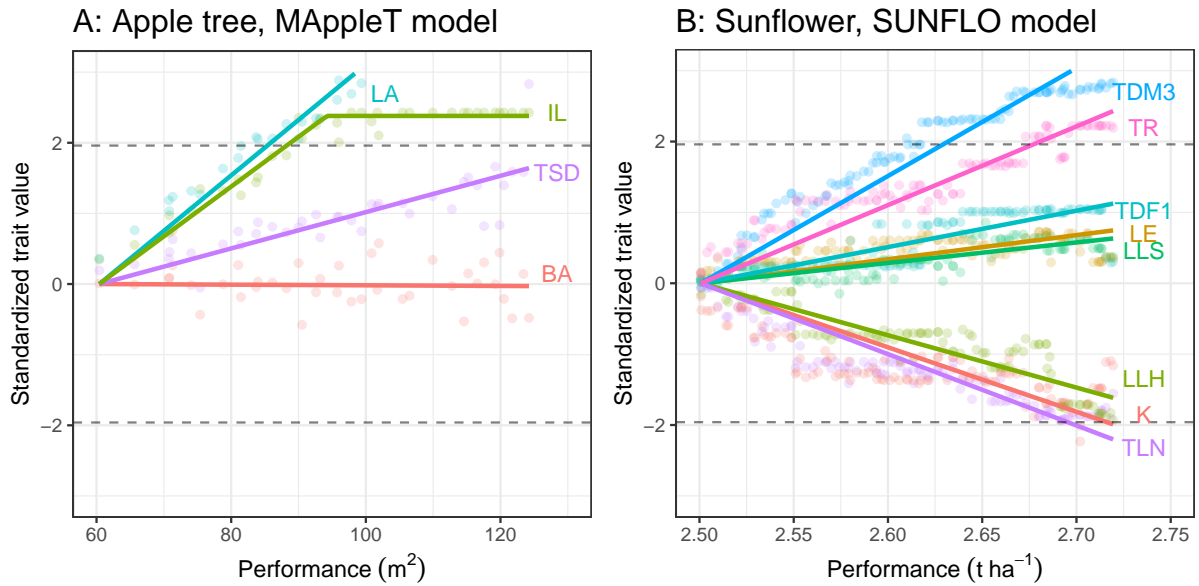 A: Apple tree, MAppleT model
Standardized trait value
2
0
−2
LA
IL
TSD
BA
60
80
100
120
Performance (m²)
B: Sunflower, SUNFLO model
Standardized trait value
2
0
−2
TDM3
TR
TDF1
LE
LLS
LLH
K
TLN
2.50
2.55
2.60
2.65
2.70
2.75
Performance (t ha⁻¹)